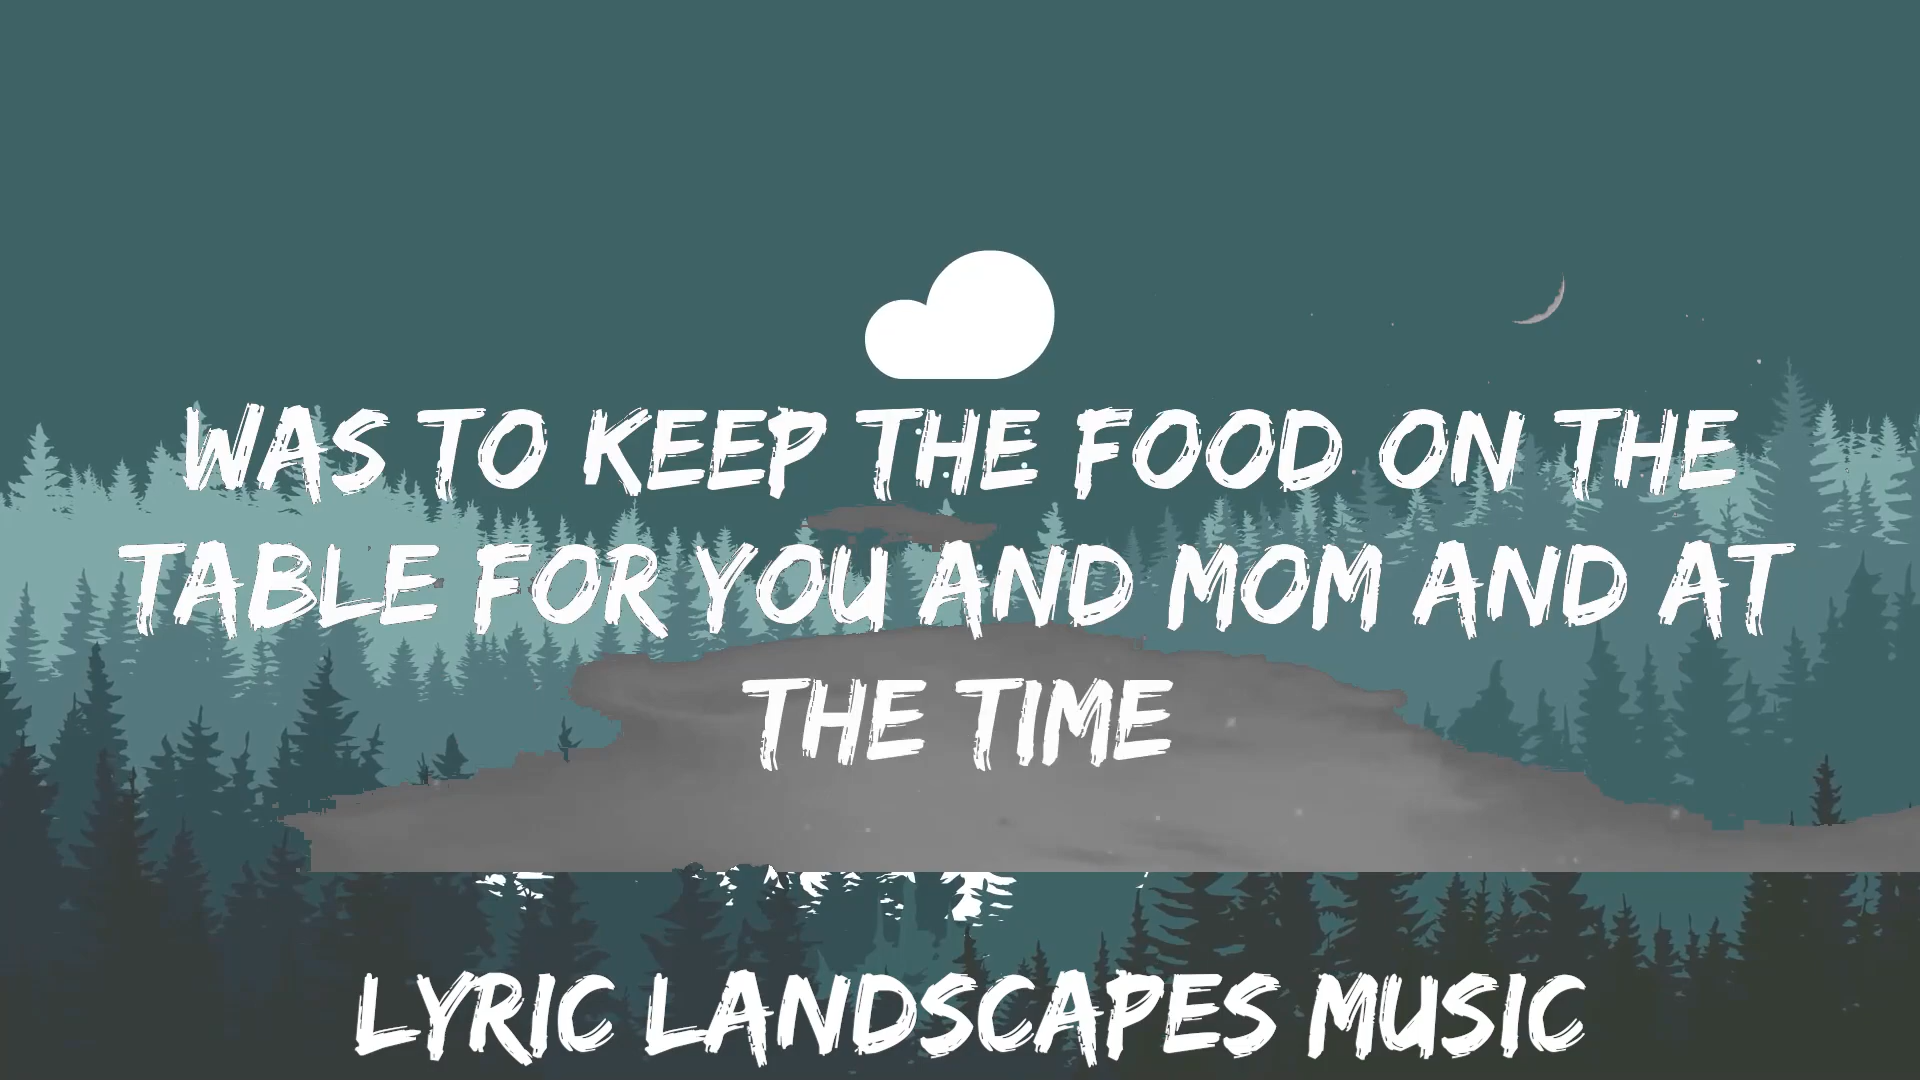 WAS TO KEEP THE FOOD ON THE
TABLE FOR YOU AND MOM AND AT
THE TIME
LYRIC LANDSCAPES MUSIC